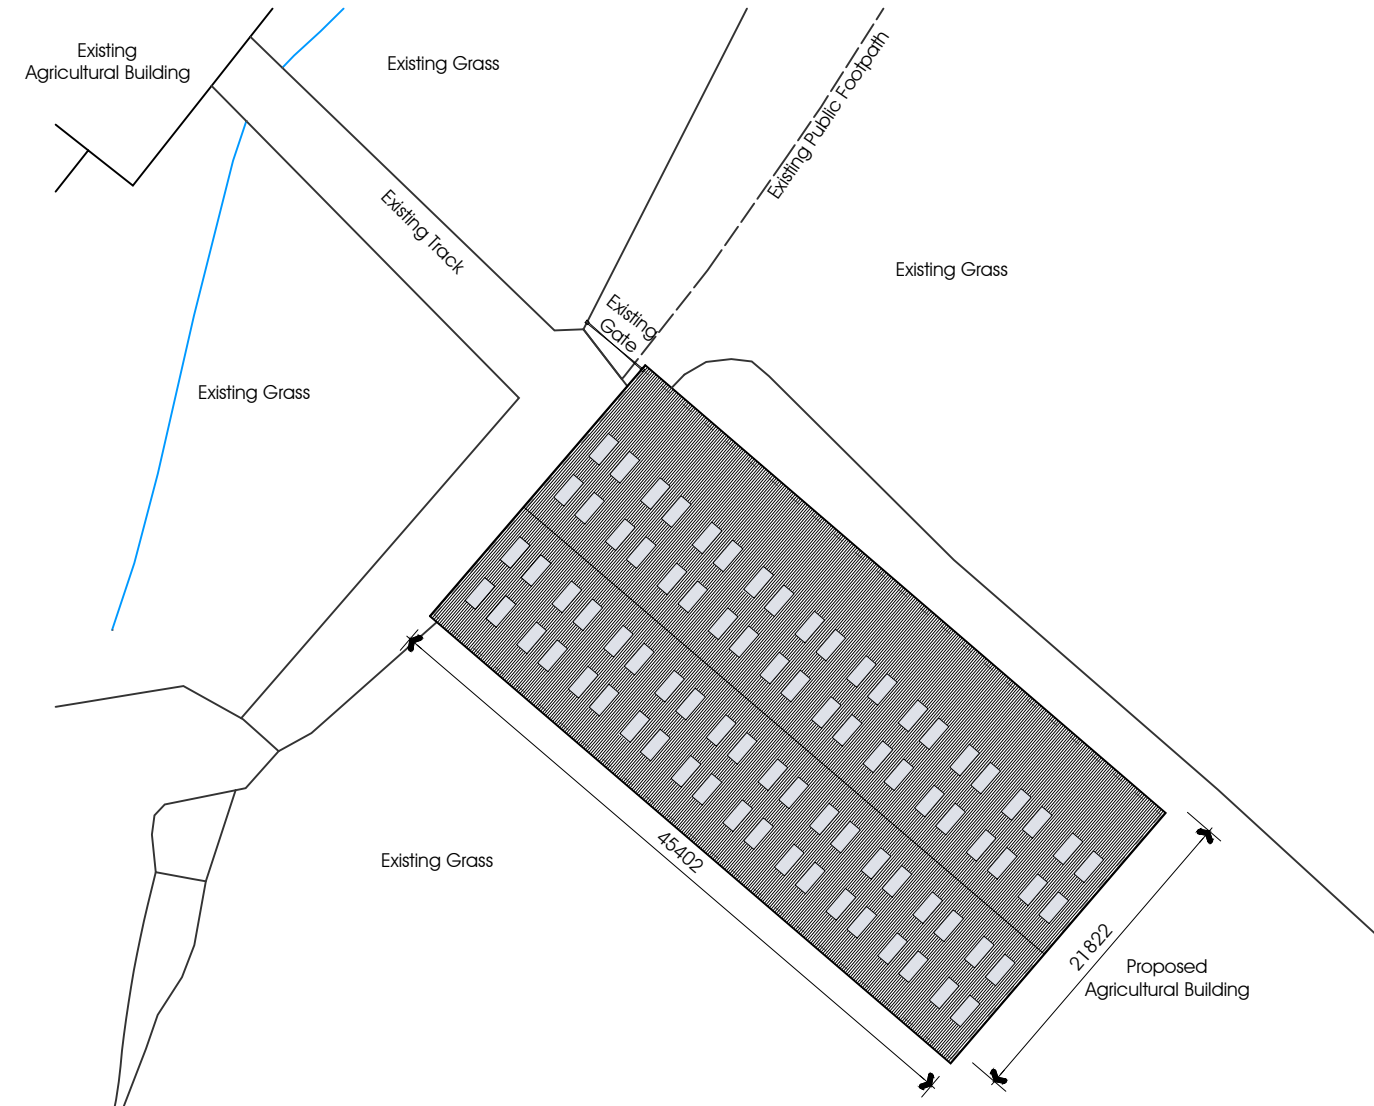 Existing
Agricultural Building
Existing Grass
Existing Public Footpath
Existing Track
Existing Grass
Existing
Gate
Existing Grass
45402
Existing Grass
21822
Proposed
Agricultural Building